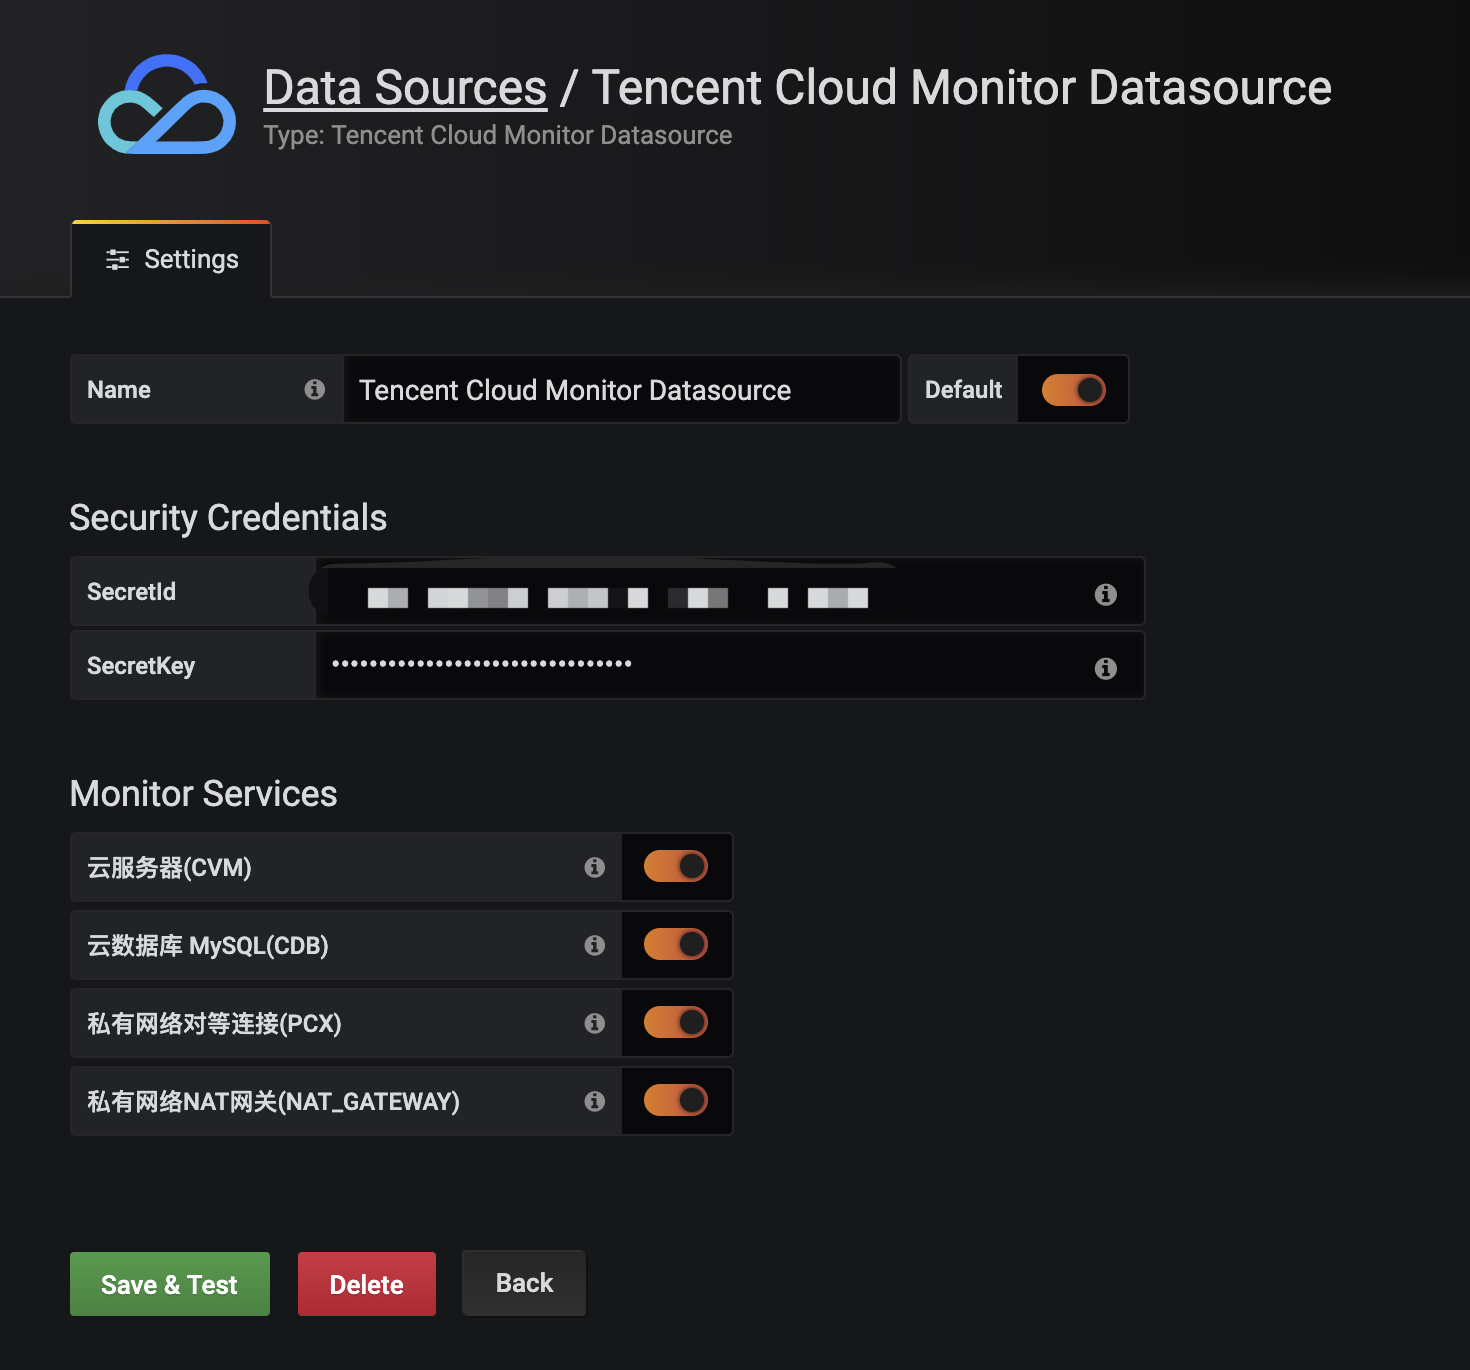 Data Sources / Tencent Cloud Monitor Datasource
Type: Tencent Cloud Monitor Datasource
Settings
Name Tencent Cloud Monitor Datasource Default
Security Credentials
SecretId
SecretKey ••••••••••••••••••••••••••••••••
Monitor Services
云服务器(CVM)
云数据库 MySQL(CDB)
私有网络对等连接(PCX)
私有网络NAT网关(NAT_GATEWAY)
Save & Test Delete Back